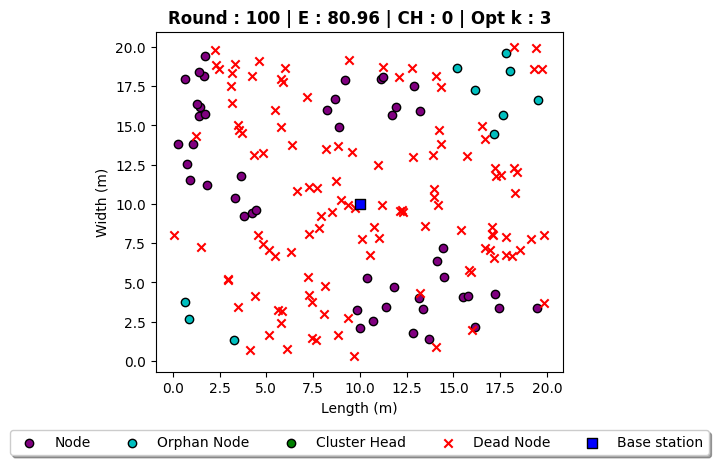 Round : 100 | E : 80.96 | CH : 0 | Opt k : 3
20.0
17.5
15.0
12.5
10.0
7.5
5.0
2.5
0.0
Width (m)
0.0 2.5 5.0 7.5 10.0 12.5 15.0 17.5 20.0
Length (m)
Node Orphan Node Cluster Head Dead Node Base station